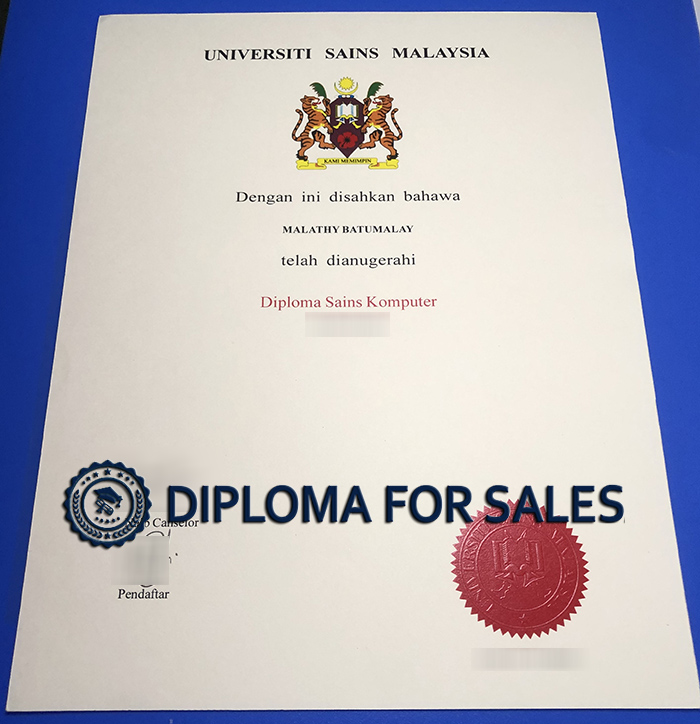 UNIVERSITI SAINS MALAYSIA
KAMI MEMIMPIN
Dengan ini disahkan bahawa
MALATHY BATUMALAY
telah dianugerahi
Diploma Sains Komputer
DIPLOMA FOR SALES
Canselor
Pendaftar